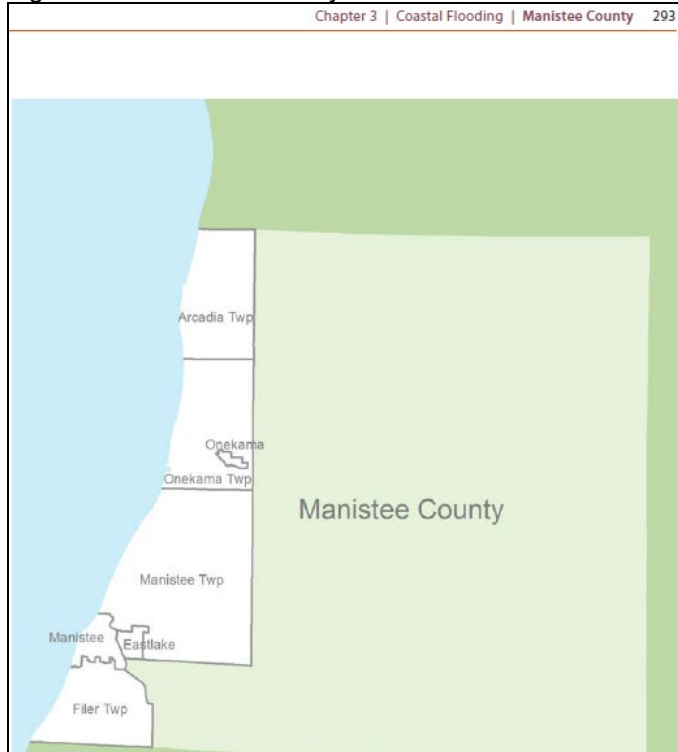 Chapter 3 | Coastal Flooding | Manistee County 293
Arcadia Twp
Onekama
Onekama Twp
Manistee County
Manistee Twp
Manistee
Eastlake
Filer Twp